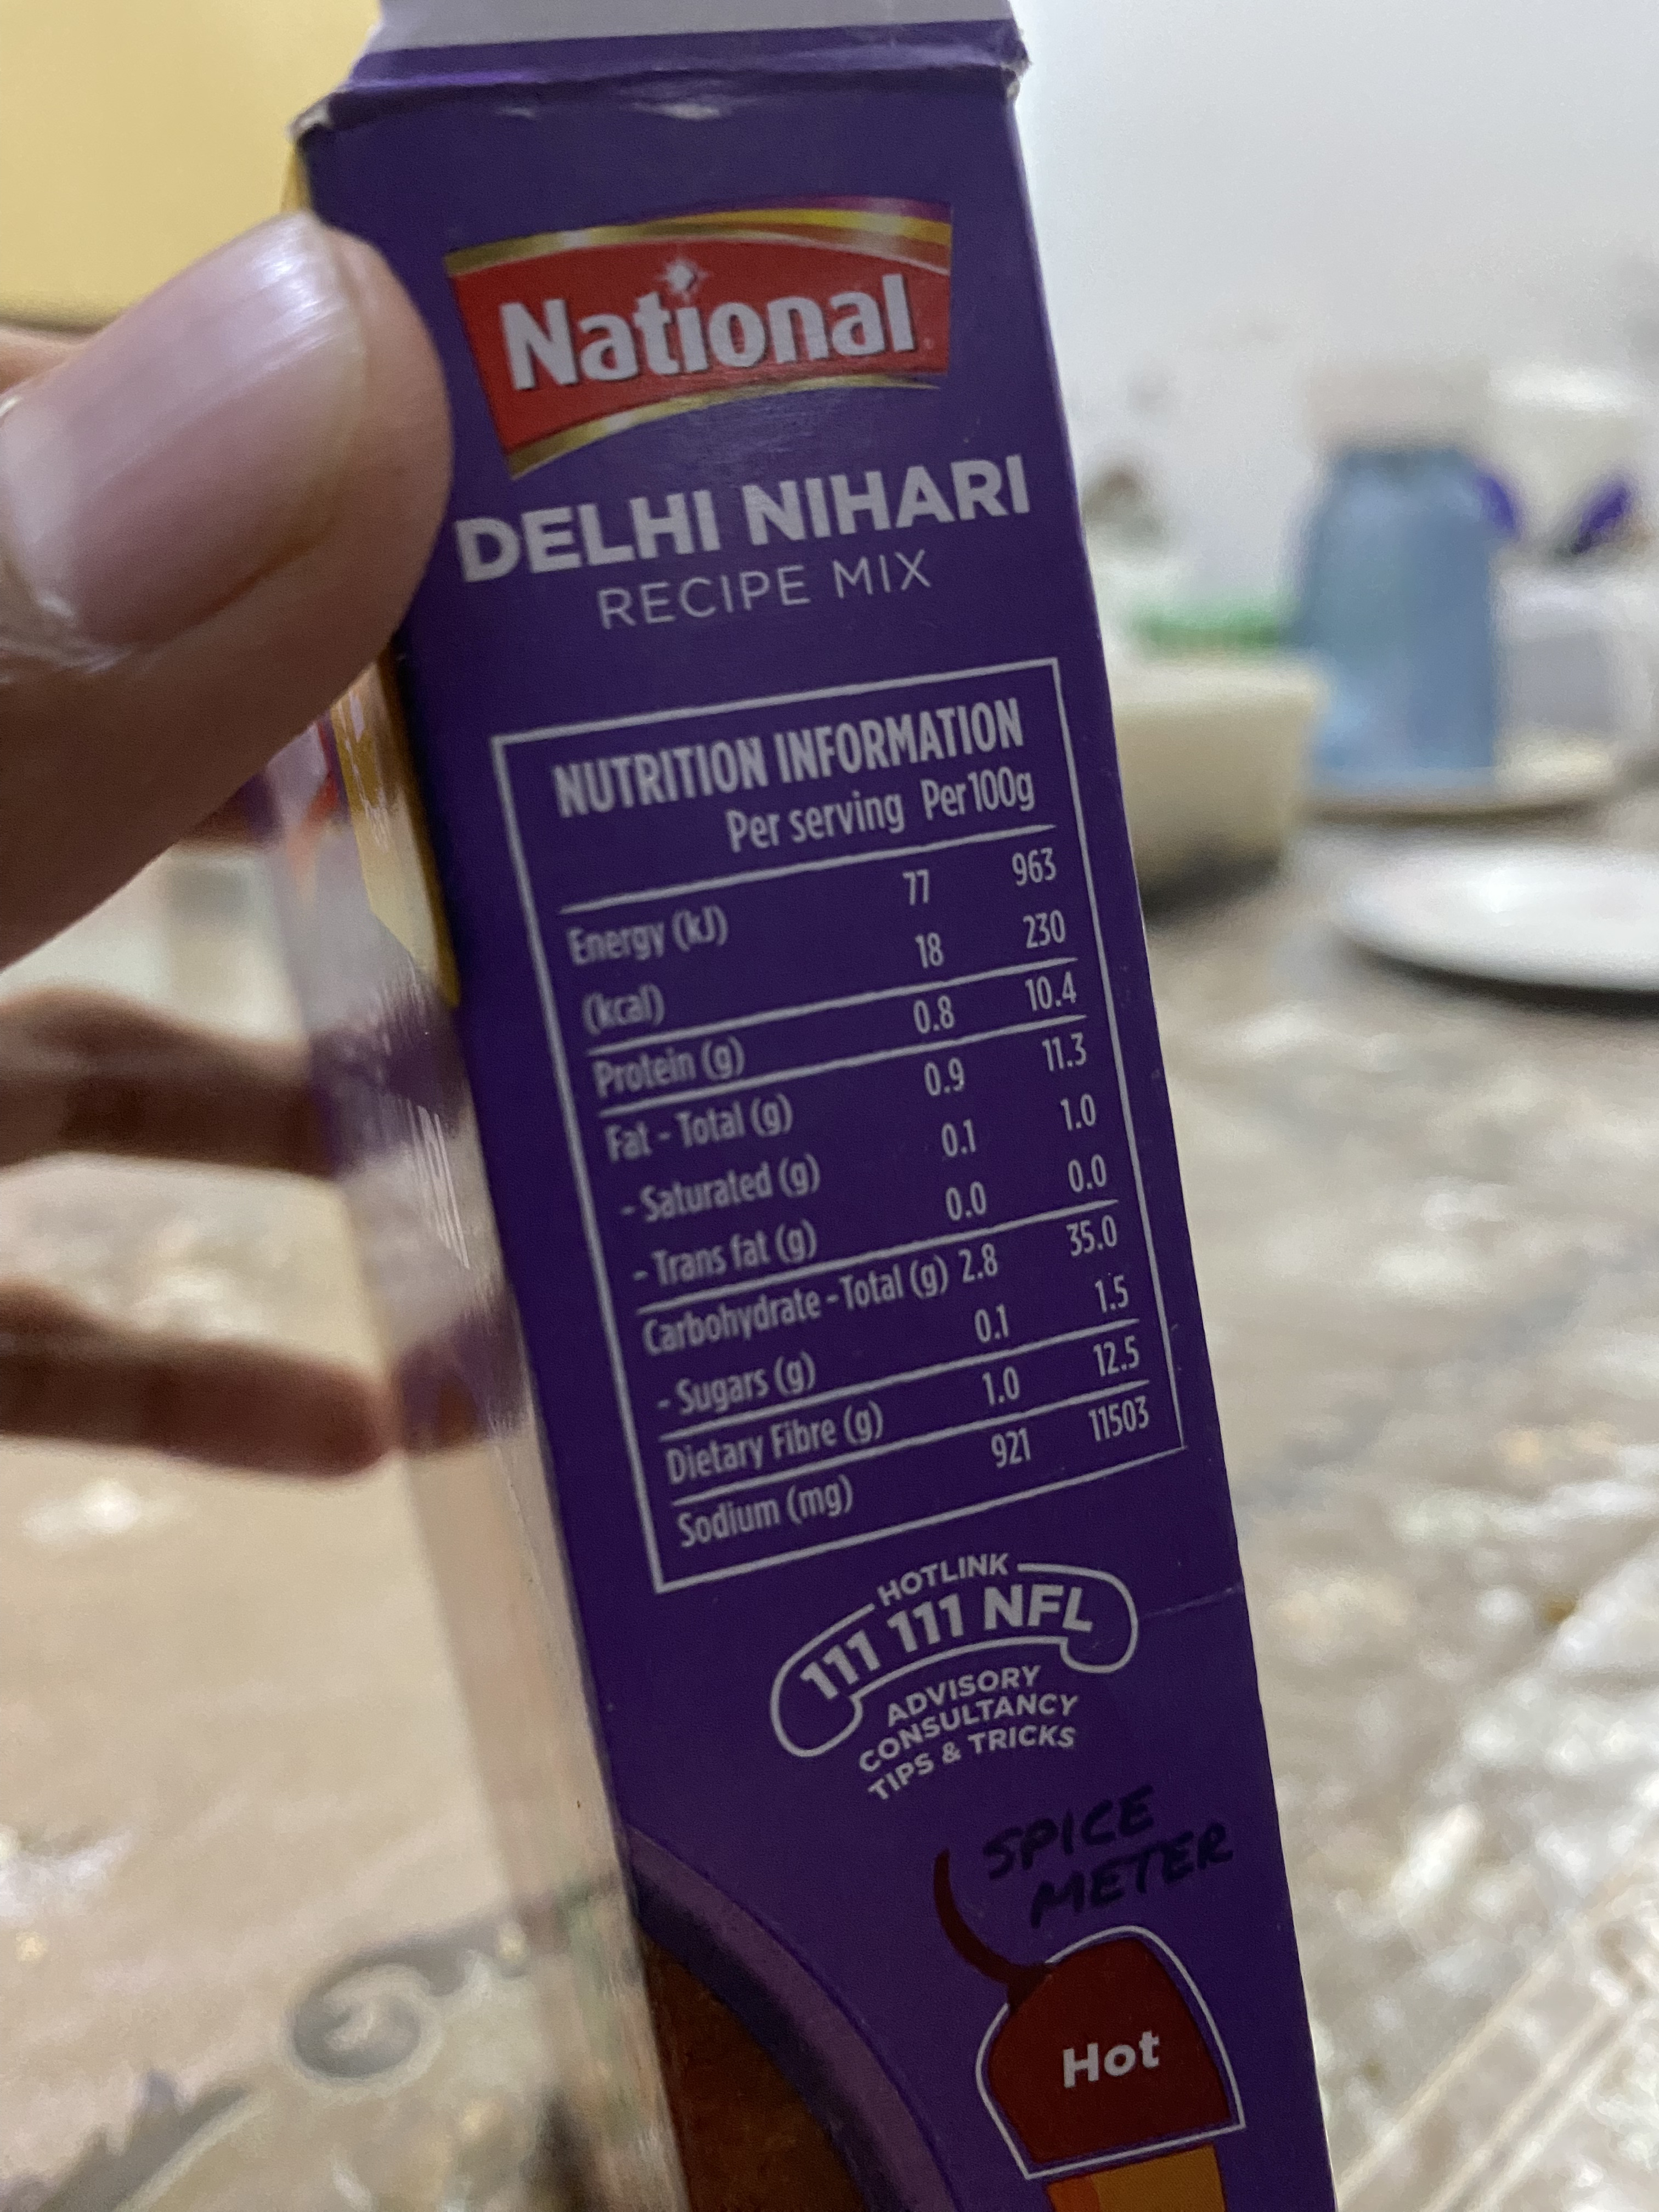 National
DELHI NIHARI
RECIPE MIX
NUTRITION INFORMATION
Per serving Per100g
Energy (kJ) 77 963
(kcal) 18 230
Protein (g) 0.8 10.4
Fat - Total (g) 0.9 11.3
- Saturated (g) 0.1 1.0
- Trans fat (g) 0.0 0.0
Carbohydrate - Total (g) 2.8 35.0
- Sugars (g) 0.1 1.5
Dietary Fibre (g) 1.0 12.5
Sodium (mg) 921 11503
HOTLINK
111 111 NFL
ADVISORY
CONSULTANCY
TIPS & TRICKS
SPICE
METER
Hot